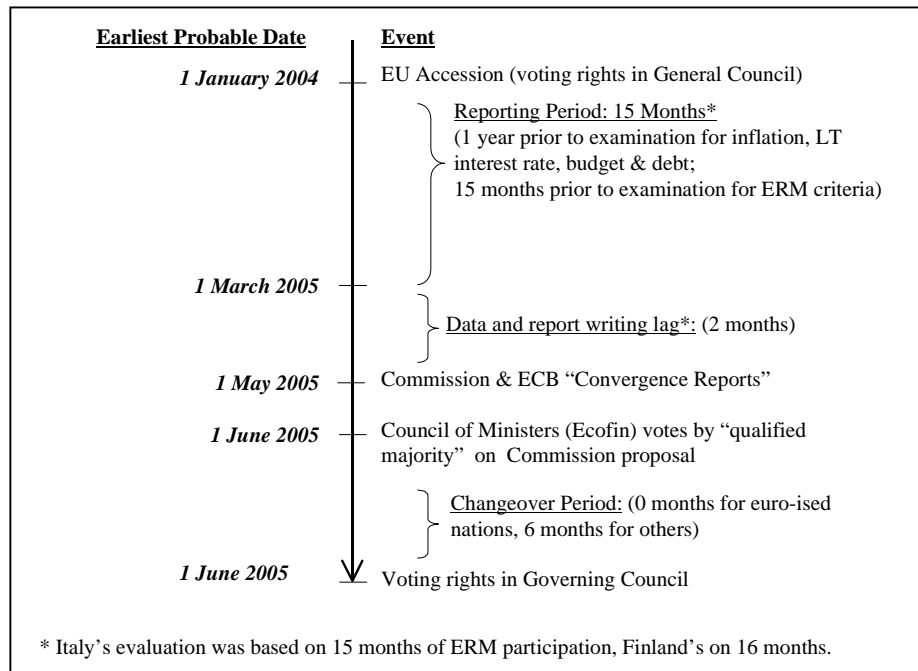 Earliest Probable Date Event
1 January 2004 EU Accession (voting rights in General Council)
Reporting Period: 15 Months*
(1 year prior to examination for inflation, LT
interest rate, budget & debt;
15 months prior to examination for ERM criteria)
1 March 2005
Data and report writing lag*: (2 months)
1 May 2005 Commission & ECB “Convergence Reports”
1 June 2005 Council of Ministers (Ecofin) votes by “qualified
majority” on Commission proposal
Changeover Period: (0 months for euro-ised
nations, 6 months for others)
1 June 2005 Voting rights in Governing Council
* Italy’s evaluation was based on 15 months of ERM participation, Finland’s on 16 months.